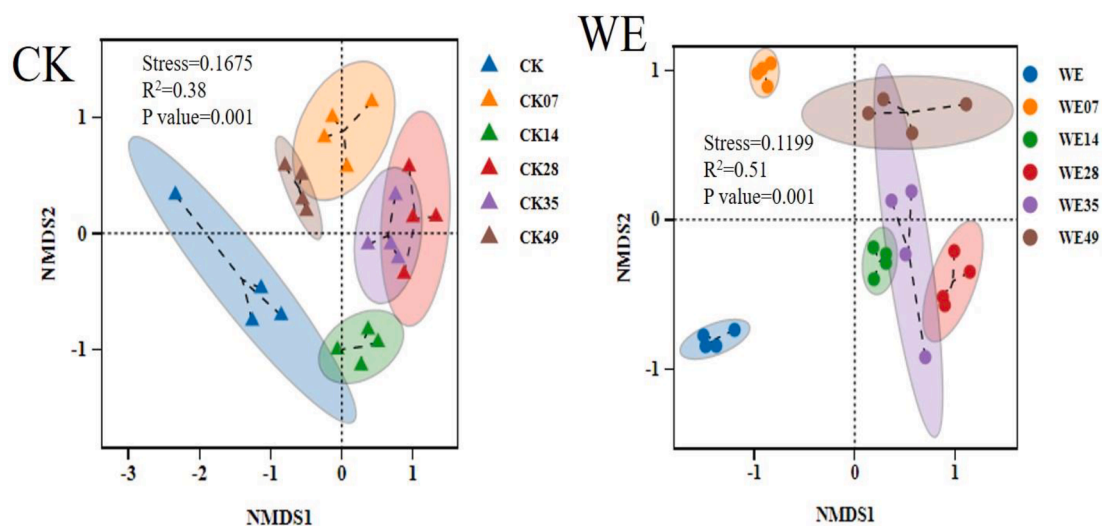 CK
Stress=0.1675
R²=0.38
P value=0.001
1
0
-1
NMDS2
-3
-2
-1
0
1
NMDS1
CK
CK07
CK14
CK28
CK35
CK49
WE
Stress=0.1199
R²=0.51
P value=0.001
1
0
-1
NMDS2
-1
0
1
NMDS1
WE
WE07
WE14
WE28
WE35
WE49